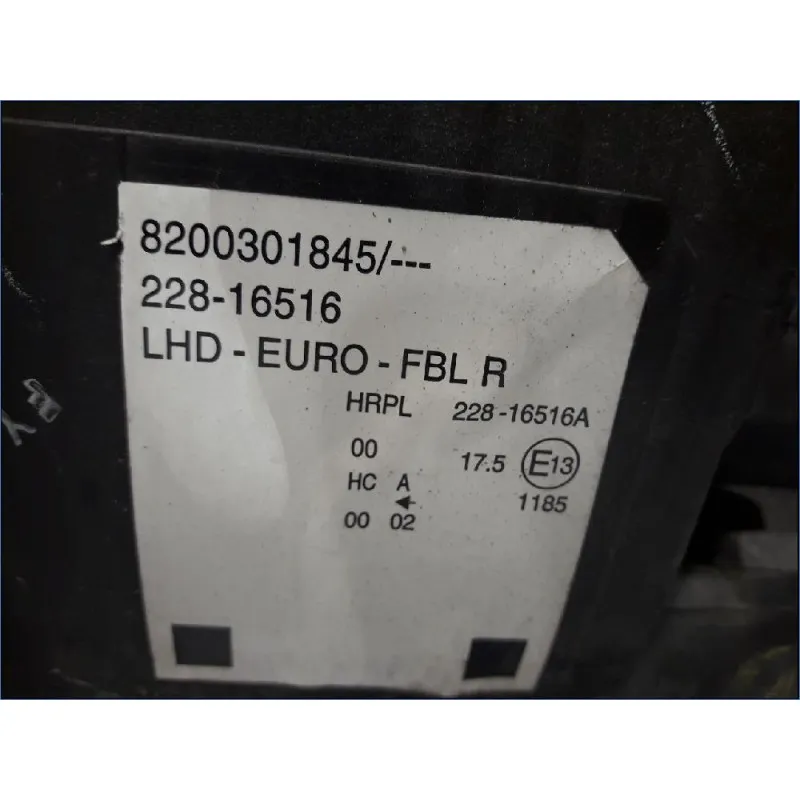 8200301845/---
228-16516
LHD - EURO - FBL R
HRPL 228-16516A
00 17.5 E13
HC A 1185
←
00 02